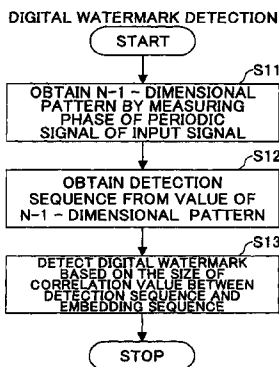 DIGITAL WATERMARK DETECTION
START
S11
OBTAIN N-1-DIMENSIONAL
PATTERN BY MEASURING
PHASE OF PERIODIC
SIGNAL OF INPUT SIGNAL
S12
OBTAIN DETECTION
SEQUENCE FROM VALUE OF
N-1-DIMENSIONAL PATTERN
S13
DETECT DIGITAL WATERMARK
BASED ON THE SIZE OF
CORRELATION VALUE BETWEEN
DETECTION SEQUENCE AND
EMBEDDING SEQUENCE
STOP